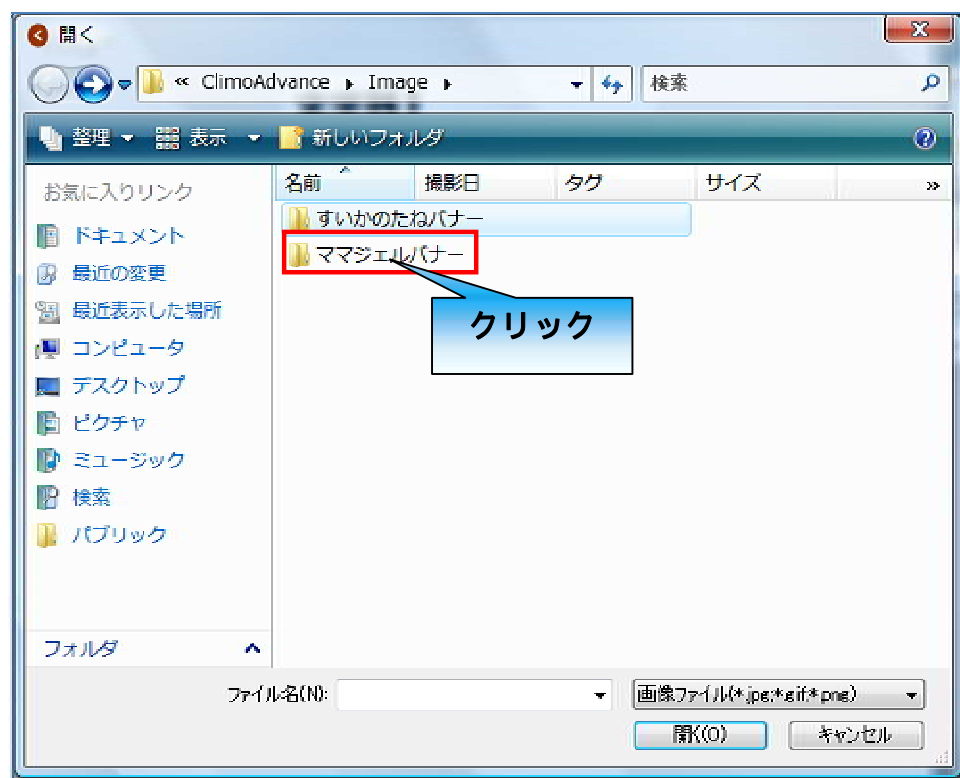 開く
« ClimoAdvance ▸ Image ▸
検索
整理
表示
新しいフォルダ
お気に入りリンク
ドキュメント
最近の変更
最近表示した場所
コンピュータ
デスクトップ
ピクチャ
ミュージック
検索
パブリック
フォルダ
名前 撮影日 タグ サイズ »
すいかのたねバナー
ママジェルバナー
クリック
ファイル名(N):
画像ファイル(*.jpg;*gif;*png)
開く(O)
キャンセル